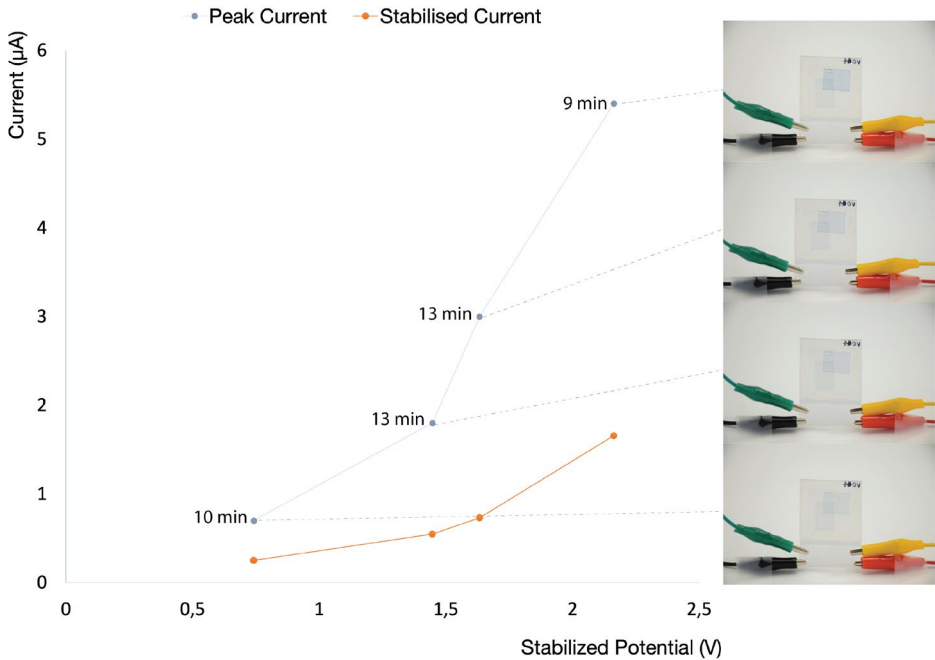 Peak Current
Stabilised Current
Current (µA)
6
5
4
3
2
1
0
9 min
13 min
13 min
10 min
0
0,5
1
1,5
2
2,5
Stabilized Potential (V)